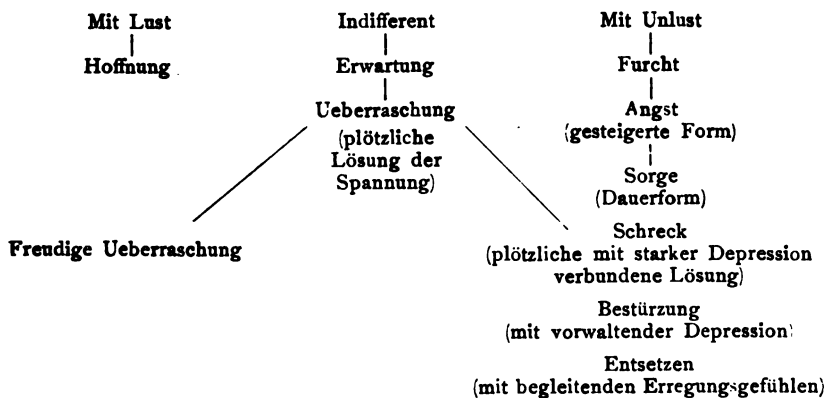 Mit Lust
Hoffnung
Indifferent
Erwartung
Ueberraschung
(plötzliche
Lösung der
Spannung)
Mit Unlust
Furcht
Angst
(gesteigerte Form)
Sorge
(Dauerform)
Freudige Ueberraschung
Schreck
(plötzliche mit starker Depression
verbundene Lösung)
Bestürzung
(mit vorwaltender Depression)
Entsetzen
(mit begleitenden Erregungsgefühlen)